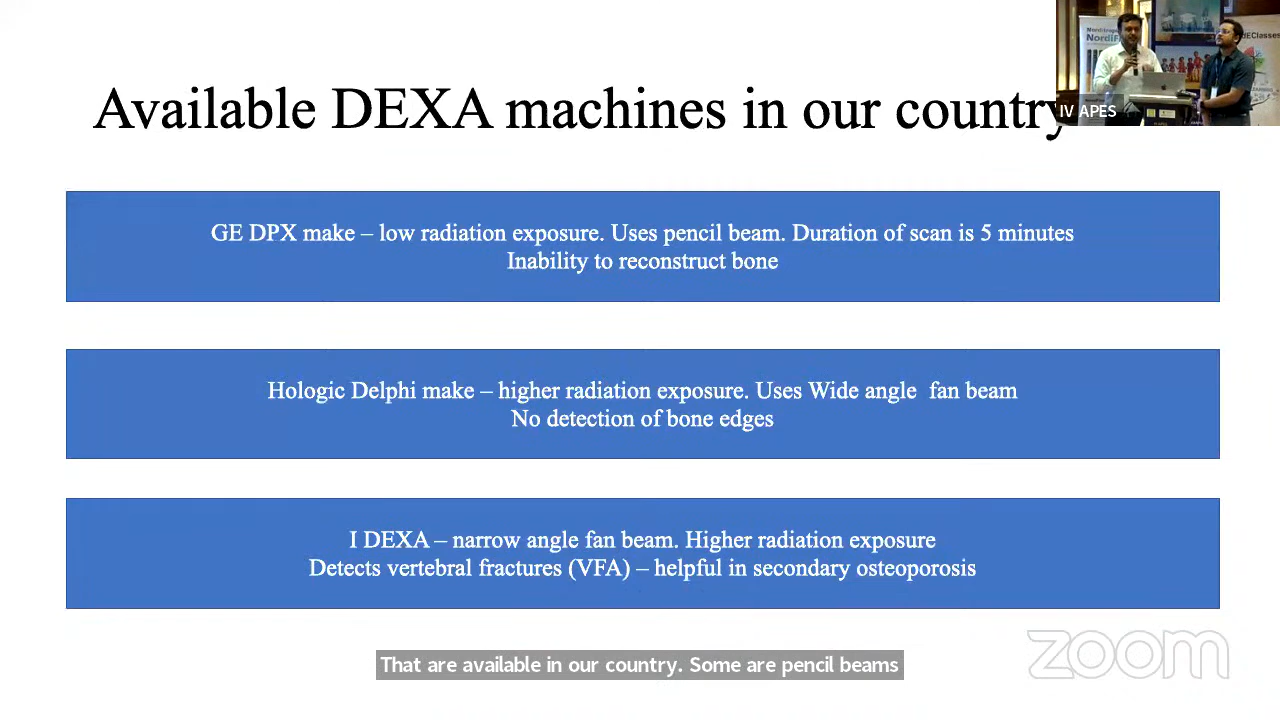 Available DEXA machines in our country
IV APES
GE DPX make – low radiation exposure. Uses pencil beam. Duration of scan is 5 minutes
Inability to reconstruct bone
Hologic Delphi make – higher radiation exposure. Uses Wide angle fan beam
No detection of bone edges
I DEXA – narrow angle fan beam. Higher radiation exposure
Detects vertebral fractures (VFA) – helpful in secondary osteoporosis
That are available in our country. Some are pencil beams
zoom